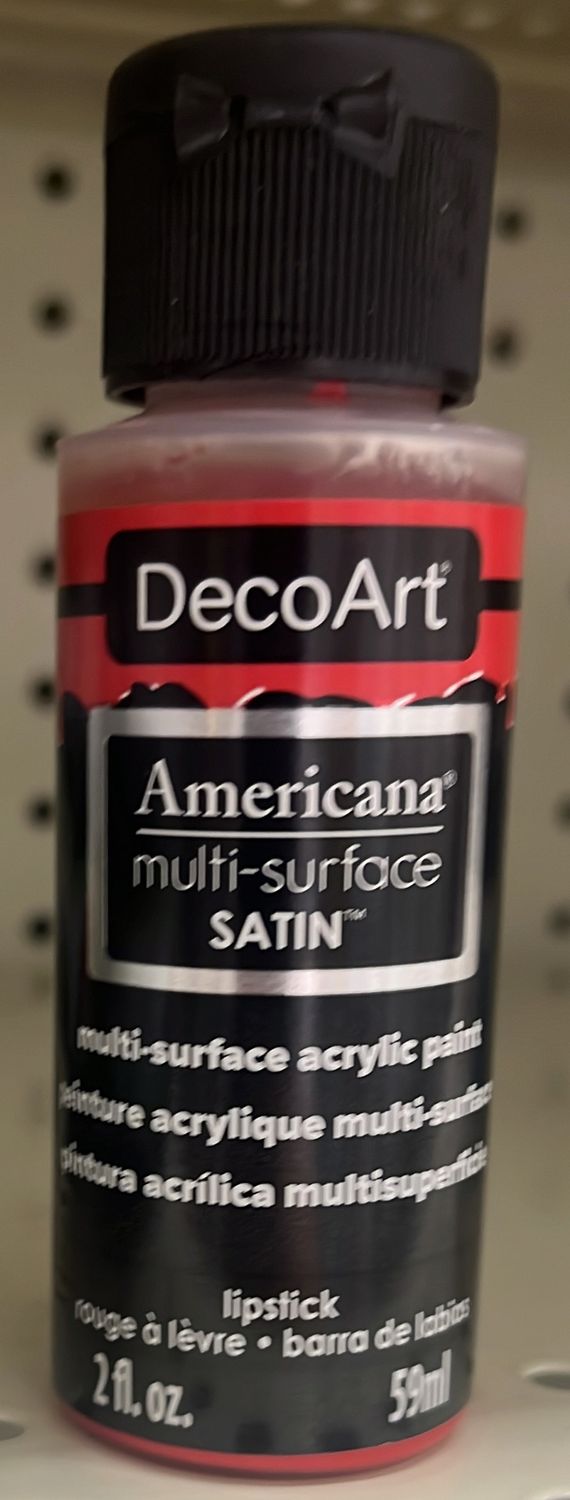 DecoArt®
Americana®
multi-surface
SATIN™
multi-surface acrylic paint
peinture acrylique multi-surface
pintura acrílica multisuperficie
lipstick
rouge à lèvre • barra de labios
2 fl. oz. 59ml